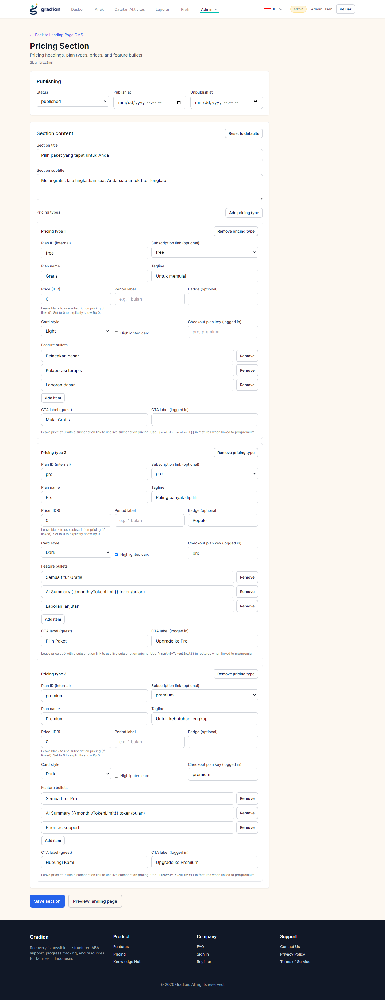 gradion
Dasbor
Anak
Catatan Aktivitas
Laporan
Profil
Admin
ID
admin
Admin User
Keluar
← Back to Landing Page CMS
Pricing Section
Pricing headings, plan types, prices, and feature bullets
Slug: pricing
Publishing
Status
Publish at
Unpublish at
published
mm/dd/yyyy --:-- --
mm/dd/yyyy --:-- --
Section content
Reset to defaults
Section title
Pilih paket yang tepat untuk Anda
Section subtitle
Mulai gratis, lalu tingkatkan saat Anda siap untuk fitur lengkap
Pricing types
Add pricing type
Pricing type 1
Remove pricing type
Plan ID (internal)
Subscription link (optional)
free
free
Plan name
Tagline
Gratis
Untuk memulai
Price (IDR)
Period label
Badge (optional)
0
e.g. 1 bulan
Leave blank to use subscription pricing (if
linked). Set to 0 to explicitly show Rp 0.
Card style
Checkout plan key (logged in)
Light
Highlighted card
pro, premium...
Feature bullets
Pelacakan dasar
Remove
Kolaborasi terapis
Remove
Laporan dasar
Remove
Add item
CTA label (guest)
CTA label (logged in)
Mulai Gratis
Leave price at 0 with a subscription link to use live subscription pricing. Use {{monthlyTokenLimit}} in features when linked to pro/premium.
Pricing type 2
Remove pricing type
Plan ID (internal)
Subscription link (optional)
pro
pro
Plan name
Tagline
Pro
Paling banyak dipilih
Price (IDR)
Period label
Badge (optional)
0
e.g. 1 bulan
Populer
Leave blank to use subscription pricing (if
linked). Set to 0 to explicitly show Rp 0.
Card style
Checkout plan key (logged in)
Dark
Highlighted card
pro
Feature bullets
Semua fitur Gratis
Remove
AI Summary ({{monthlyTokenLimit}} token/bulan)
Remove
Laporan lanjutan
Remove
Add item
CTA label (guest)
CTA label (logged in)
Pilih Paket
Upgrade ke Pro
Leave price at 0 with a subscription link to use live subscription pricing. Use {{monthlyTokenLimit}} in features when linked to pro/premium.
Pricing type 3
Remove pricing type
Plan ID (internal)
Subscription link (optional)
premium
premium
Plan name
Tagline
Premium
Untuk kebutuhan lengkap
Price (IDR)
Period label
Badge (optional)
0
e.g. 1 bulan
Leave blank to use subscription pricing (if
linked). Set to 0 to explicitly show Rp 0.
Card style
Checkout plan key (logged in)
Dark
Highlighted card
premium
Feature bullets
Semua fitur Pro
Remove
AI Summary ({{monthlyTokenLimit}} token/bulan)
Remove
Prioritas support
Remove
Add item
CTA label (guest)
CTA label (logged in)
Hubungi Kami
Upgrade ke Premium
Leave price at 0 with a subscription link to use live subscription pricing. Use {{monthlyTokenLimit}} in features when linked to pro/premium.
Save section
Preview landing page
Gradion
Recovery is possible — structured ABA
support, progress tracking, and resources
for families in Indonesia.
Product
Features
Pricing
Knowledge Hub
Company
FAQ
Sign In
Register
Support
Contact Us
Privacy Policy
Terms of Service
© 2026 Gradion. All rights reserved.